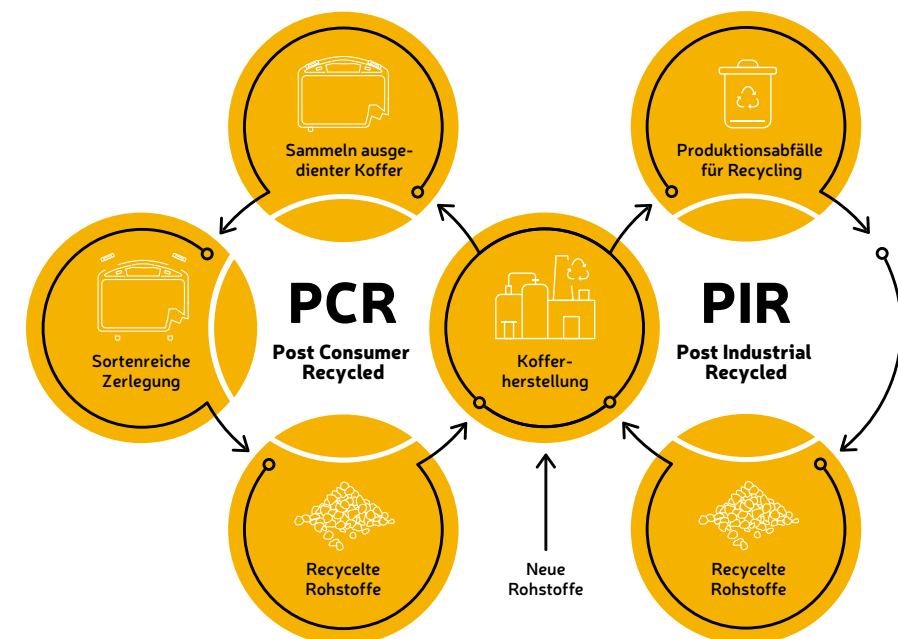 Sammeln ausge-
dienter Koffer
Produktionsabfälle
für Recycling
PCR
Post Consumer
Recycled
PIR
Post Industrial
Recycled
Sortenreiche
Zerlegung
Koffer-
herstellung
Recycelte
Rohstoffe
Neue
Rohstoffe
Recycelte
Rohstoffe